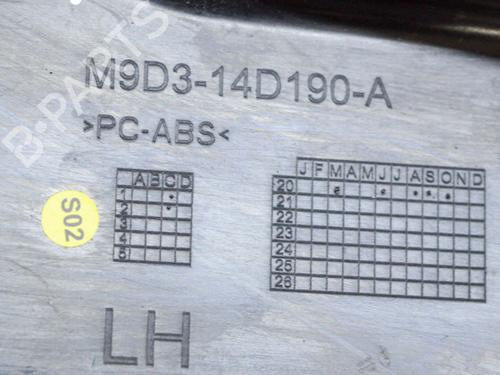 M9D3-14D190-A
>PC-ABS<
A B C D
1
2
3
4
5
J F M A M J J A S O N D
20
21
22
23
24
25
26
S02
LH
B-PARTS